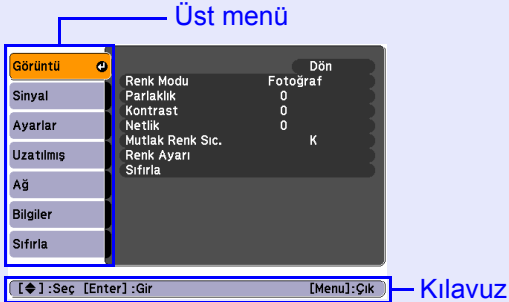 Üst menü
Görüntü
Dön
Renk Modu Fotoğraf
Sinyal
Parlaklık 0
Kontrast 0
Ayarlar
Netlik 0
Mutlak Renk Sıc. K
Uzatılmış
Renk Ayarı
Sıfırla
Ağ
Bilgiler
Sıfırla
[◆] :Seç [Enter] :Gir [Menu]:Çık
Kılavuz